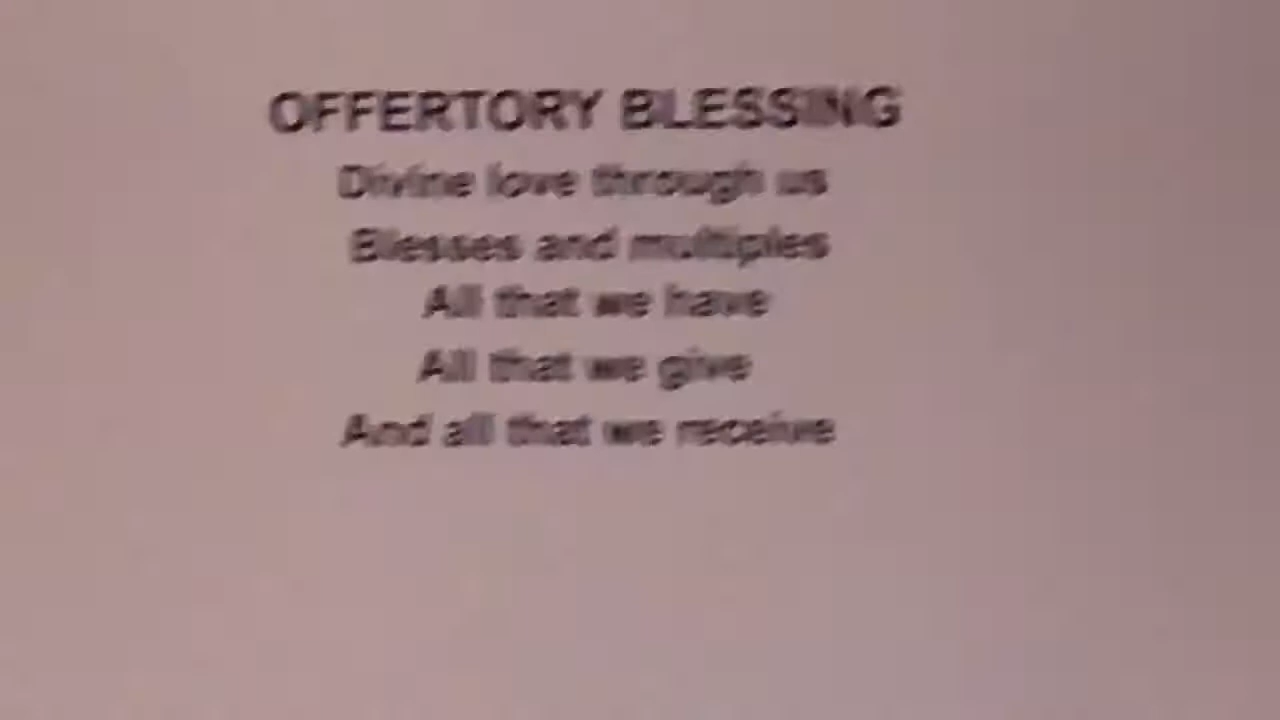 OFFERTORY BLESSING
Divine love through us
Blesses and multiples
All that we have
All that we give
And all that we receive